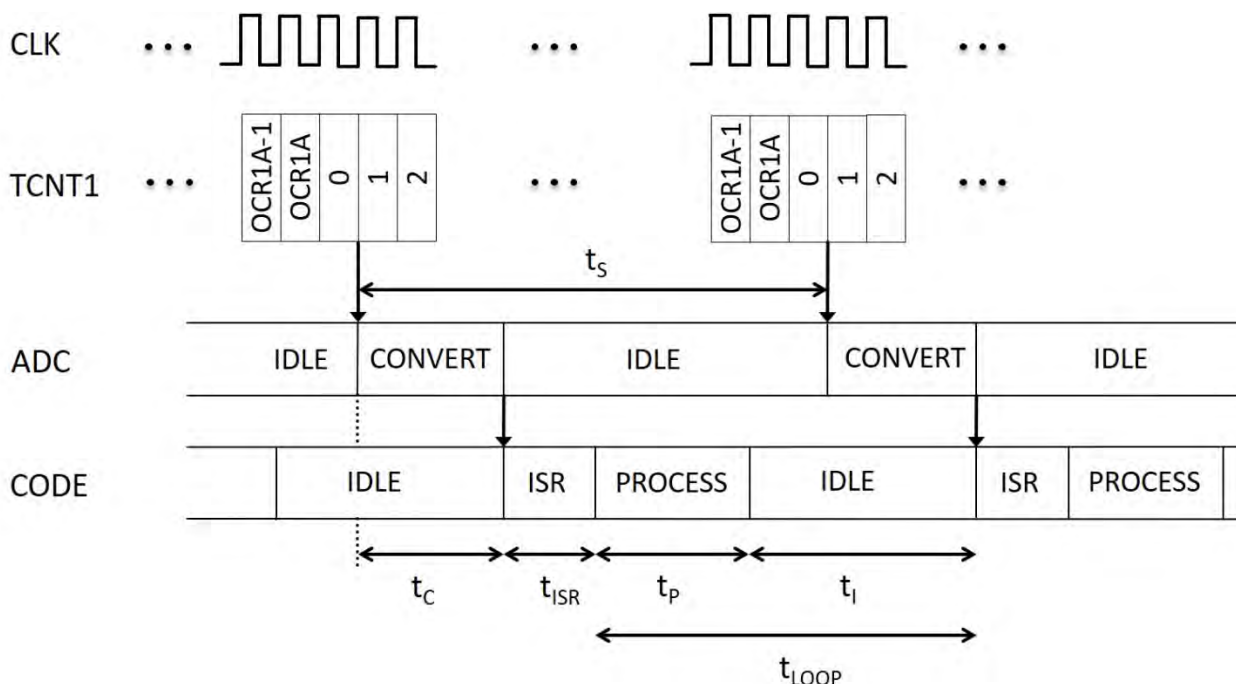 CLK ••• ••• •••
TCNT1 ••• OCR1A-1 OCR1A 0 1 2 ••• OCR1A-1 OCR1A 0 1 2 •••
tS
ADC IDLE CONVERT IDLE CONVERT IDLE
CODE IDLE ISR PROCESS IDLE ISR PROCESS
tC tISR tP tI
tLOOP